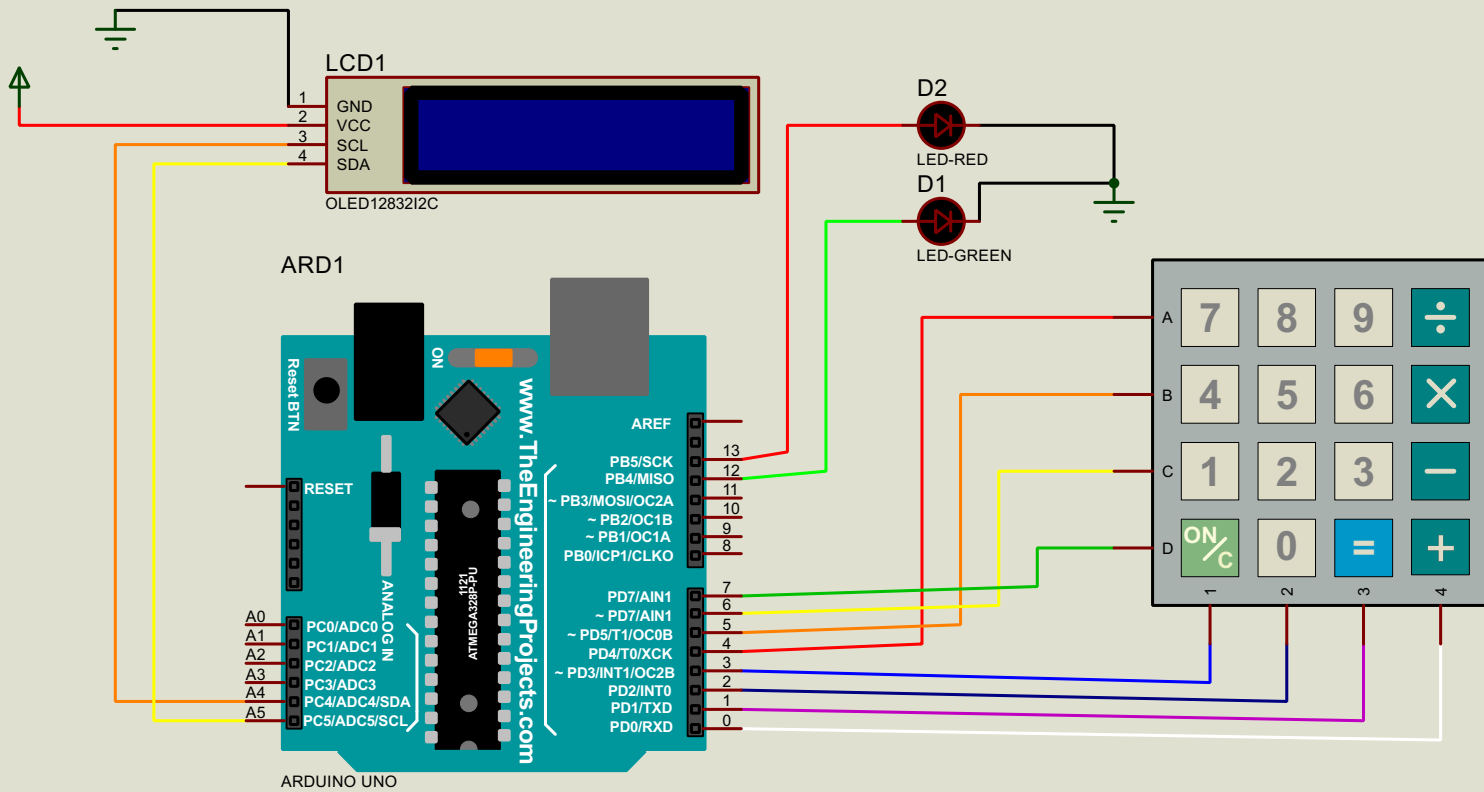 LCD1
1 GND
2 VCC
3 SCL
4 SDA
OLED12832I2C
D2
LED-RED
D1
LED-GREEN
ARD1
Reset BTN
ON
www.TheEngineeringProjects.com
AREF
PB5/SCK 13
PB4/MISO 12
~ PB3/MOSI/OC2A 11
~ PB2/OC1B 10
~ PB1/OC1A 9
PB0/ICP1/CLKO 8
RESET
ANALOG IN
1121
ATMEGA328P-PU
PD7/AIN1 7
~ PD7/AIN1 6
~ PD5/T1/OC0B 5
PD4/T0/XCK 4
~ PD3/INT1/OC2B 3
PD2/INT0 2
PD1/TXD 1
PD0/RXD 0
A0 PC0/ADC0
A1 PC1/ADC1
A2 PC2/ADC2
A3 PC3/ADC3
A4 PC4/ADC4/SDA
A5 PC5/ADC5/SCL
ARDUINO UNO
A 7 8 9 ÷
B 4 5 6 ×
C 1 2 3 −
D ON/C 0 = +
1 2 3 4